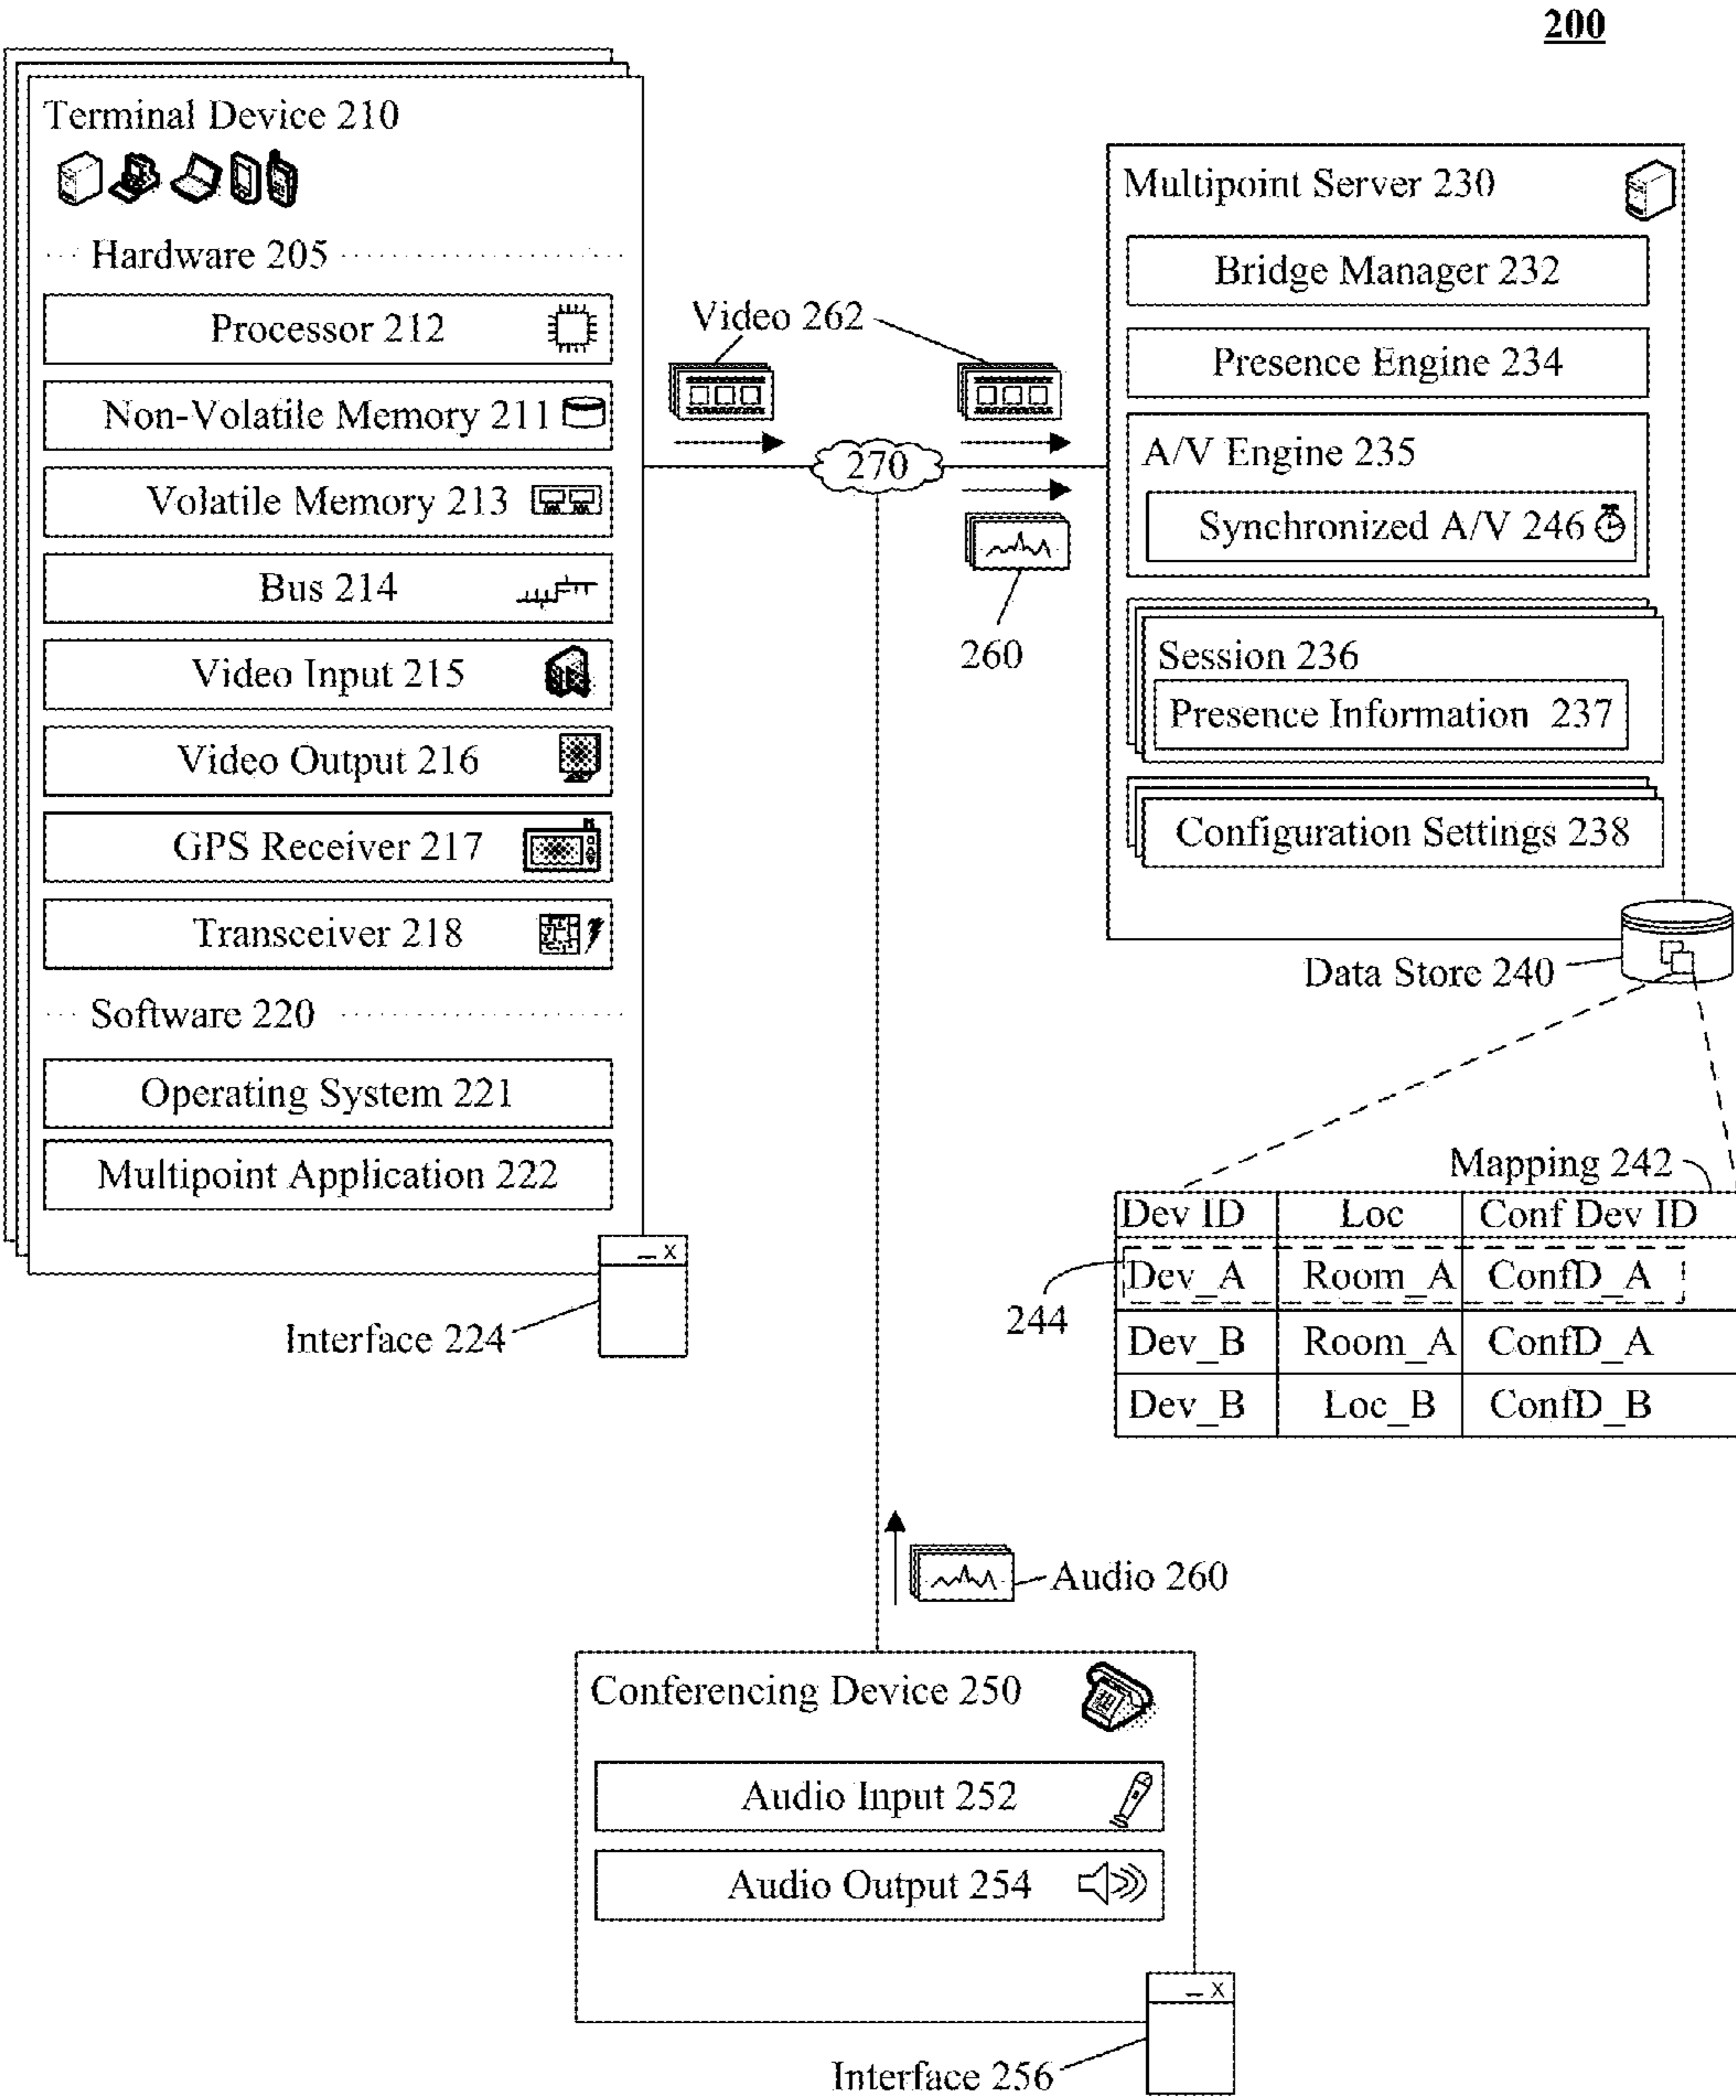 200
Terminal Device 210
Hardware 205
Processor 212
Non-Volatile Memory 211
Volatile Memory 213
Bus 214
Video Input 215
Video Output 216
GPS Receiver 217
Transceiver 218
Software 220
Operating System 221
Multipoint Application 222
_ x
Interface 224
Video 262
270
260
Multipoint Server 230
Bridge Manager 232
Presence Engine 234
A/V Engine 235
Synchronized A/V 246
Session 236
Presence Information 237
Configuration Settings 238
Data Store 240
Mapping 242
Dev ID Loc Conf Dev ID
Dev_A Room_A ConfD_A
244
Dev_B Room_A ConfD_A
Dev_B Loc_B ConfD_B
Audio 260
Conferencing Device 250
Audio Input 252
Audio Output 254
_ x
Interface 256